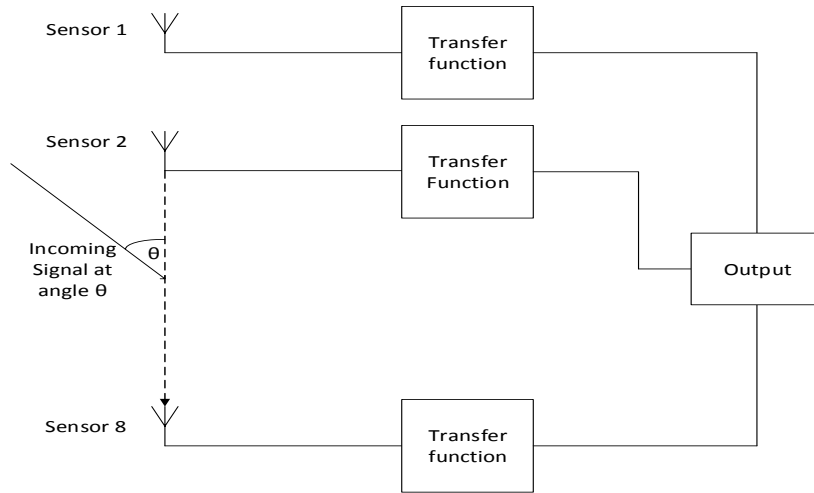 Sensor 1
Transfer
function
Sensor 2
Transfer
Function
θ
Incoming
Signal at
angle θ
Output
Sensor 8
Transfer
function